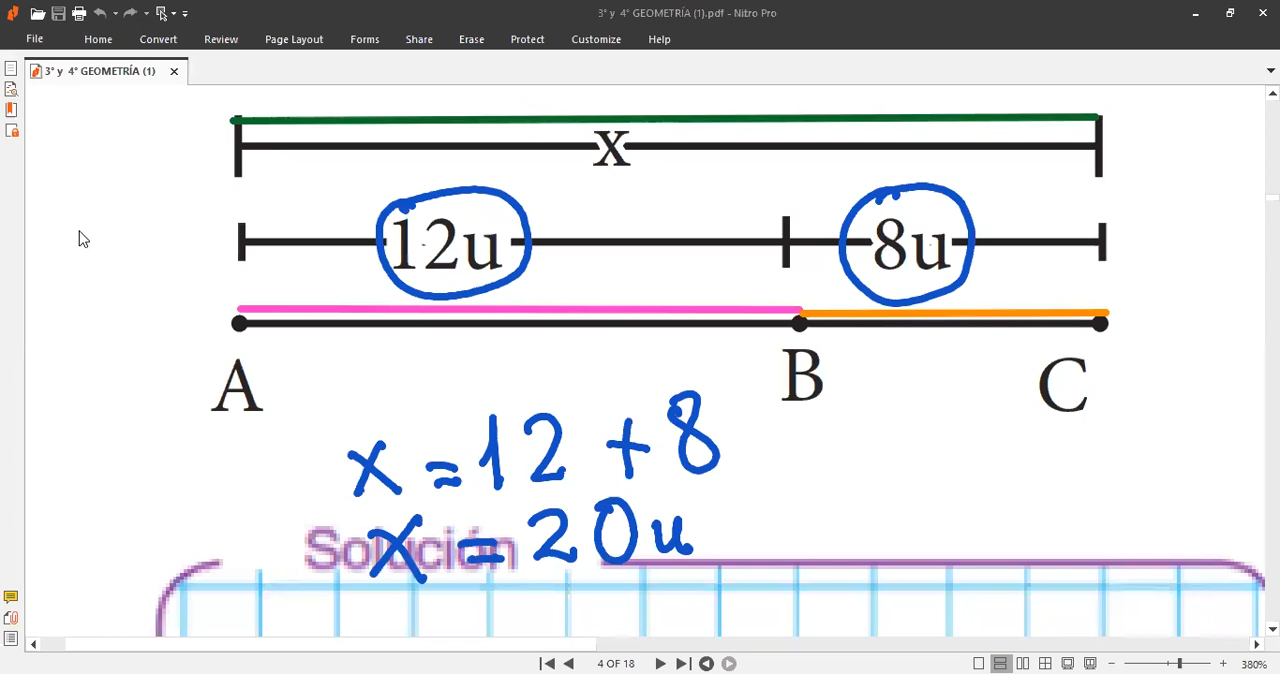 3° y 4° GEOMETRÍA (1).pdf - Nitro Pro
File Home Convert Review Page Layout Forms Share Erase Protect Customize Help
3° y 4° GEOMETRÍA (1)
x
12u 8u
A B C
x = 12 + 8
x = 20u
Solución
4 OF 18
380%